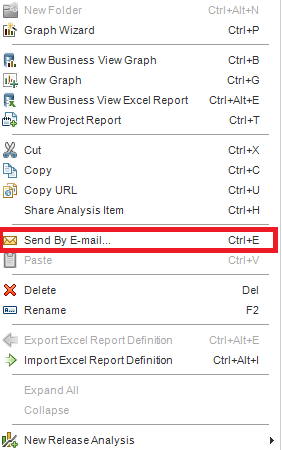 New Folder Ctrl+Alt+N
Graph Wizard Ctrl+P
New Business View Graph Ctrl+B
New Graph Ctrl+G
New Business View Excel Report Ctrl+Alt+E
New Project Report Ctrl+T
Cut Ctrl+X
Copy Ctrl+C
Copy URL Ctrl+U
Share Analysis Item Ctrl+H
Send By E-mail... Ctrl+E
Paste Ctrl+V
Delete Del
Rename F2
Export Excel Report Definition Ctrl+Alt+E
Import Excel Report Definition Ctrl+Alt+I
Expand All
Collapse
New Release Analysis